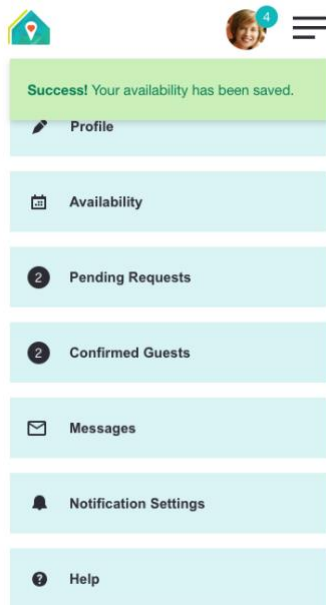 4
Success! Your availability has been saved.
Profile
Availability
2 Pending Requests
2 Confirmed Guests
Messages
Notification Settings
? Help